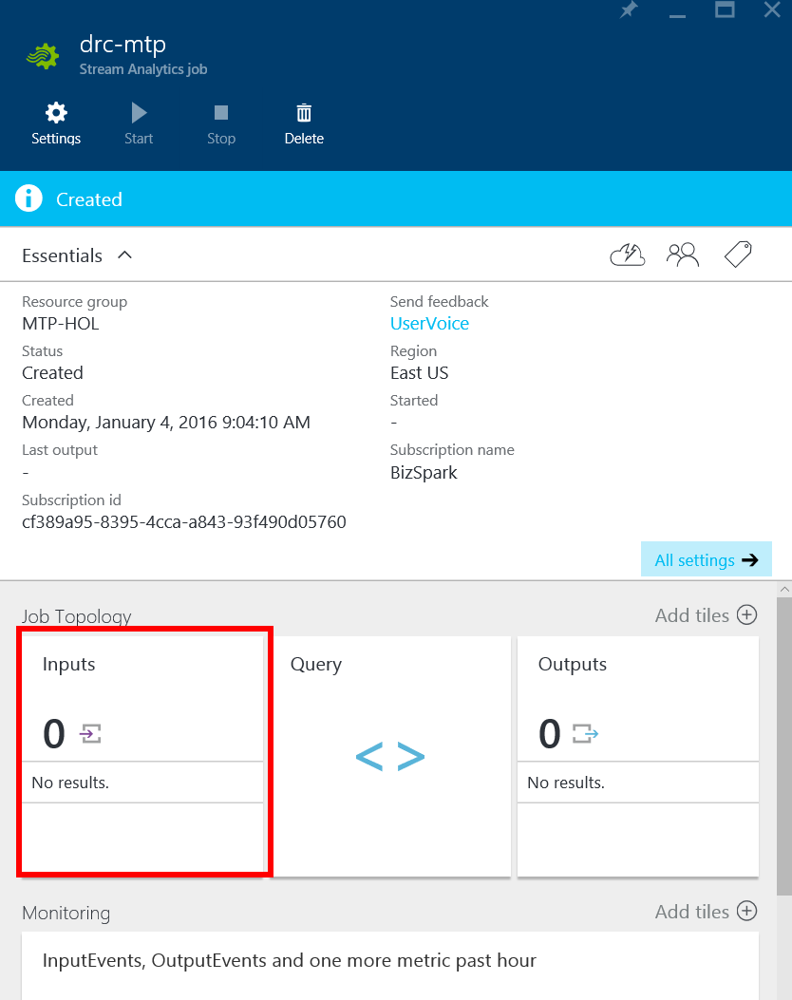 drc-mtp
Stream Analytics job
Settings
Start
Stop
Delete
Created
Essentials
Resource group
MTP-HOL
Send feedback
UserVoice
Status
Created
Region
East US
Created
Monday, January 4, 2016 9:04:10 AM
Started
-
Last output
-
Subscription name
BizSpark
Subscription id
cf389a95-8395-4cca-a843-93f490d05760
All settings
Job Topology
Add tiles
Inputs
0
No results.
Query
< >
Outputs
0
No results.
Monitoring
Add tiles
InputEvents, OutputEvents and one more metric past hour